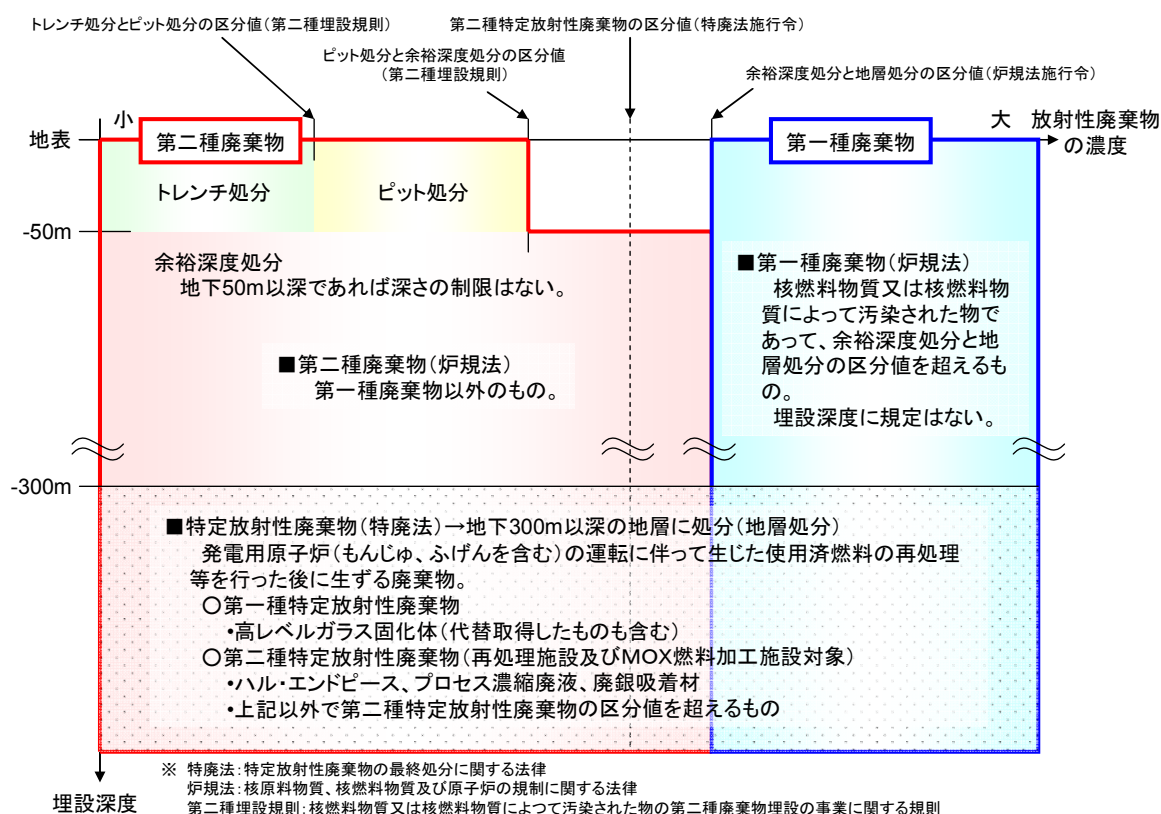 トレンチ処分とピット処分の区分値(第二種埋設規則)
第二種特定放射性廃棄物の区分値(特廃法施行令)
ピット処分と余裕深度処分の区分値
(第二種埋設規則)
余裕深度処分と地層処分の区分値(炉規法施行令)
小
大 放射性廃棄物
の濃度
地表
第二種廃棄物
第一種廃棄物
トレンチ処分
ピット処分
-50m
余裕深度処分
地下50m以深であれば深さの制限はない。
■第一種廃棄物(炉規法)
核燃料物質又は核燃料物
質によって汚染された物で
あって、余裕深度処分と地
層処分の区分値を超えるも
の。
埋設深度に規定はない。
■第二種廃棄物(炉規法)
第一種廃棄物以外のもの。
-300m
■特定放射性廃棄物(特廃法)→地下300m以深の地層に処分(地層処分)
発電用原子炉(もんじゅ、ふげんを含む)の運転に伴って生じた使用済燃料の再処理
等を行った後に生ずる廃棄物。
○第一種特定放射性廃棄物
・高レベルガラス固化体(代替取得したものも含む)
○第二種特定放射性廃棄物(再処理施設及びMOX燃料加工施設対象)
・ハル・エンドピース、プロセス濃縮廃液、廃銀吸着材
・上記以外で第二種特定放射性廃棄物の区分値を超えるもの
埋設深度
※ 特廃法:特定放射性廃棄物の最終処分に関する法律
炉規法:核原料物質、核燃料物質及び原子炉の規制に関する法律
第二種埋設規則:核燃料物質又は核燃料物質によつて汚染された物の第二種廃棄物埋設の事業に関する規則